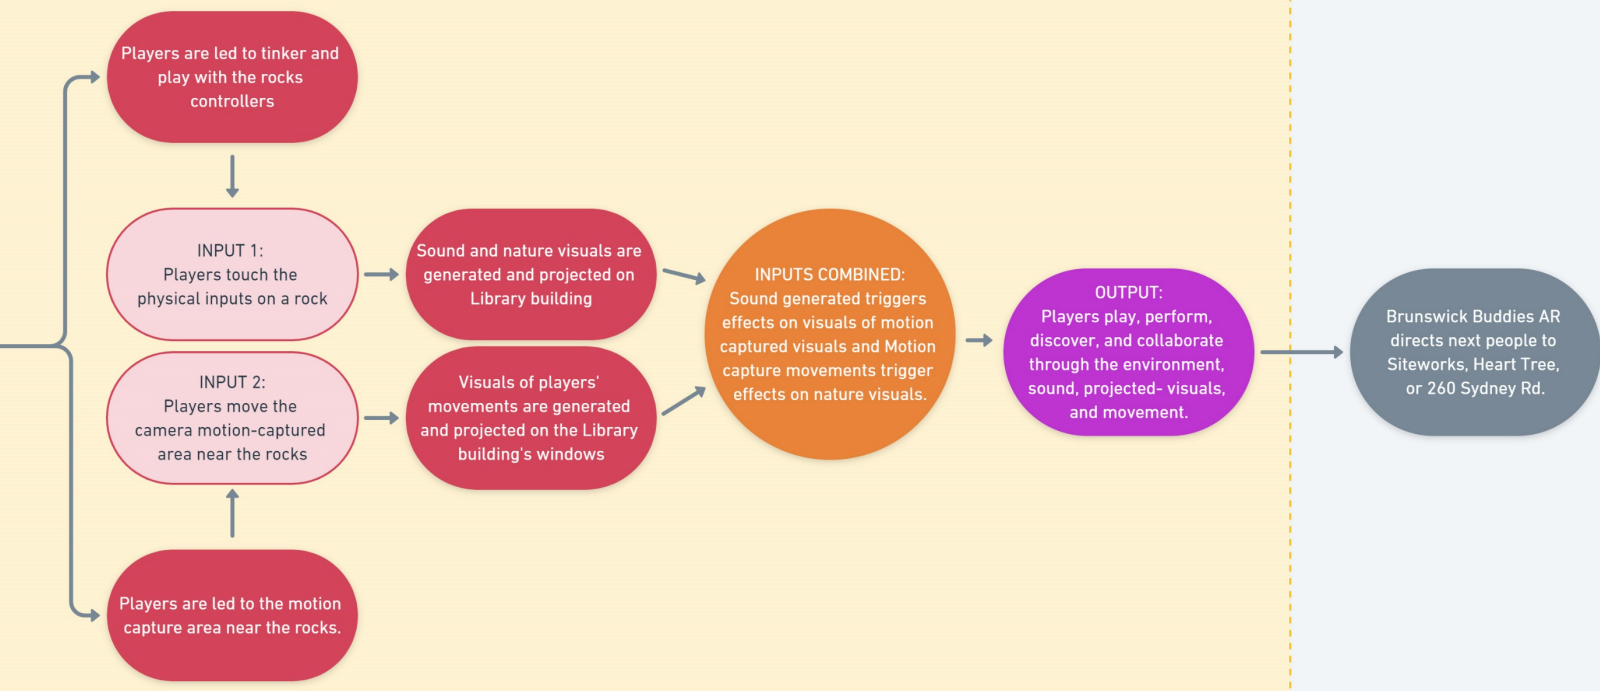 Players are led to tinker and
play with the rocks
controllers
INPUT 1:
Players touch the
physical inputs on a rock
Sound and nature visuals are
generated and projected on
Library building
INPUT 2:
Players move the
camera motion-captured
area near the rocks
Visuals of players'
movements are generated
and projected on the Library
building's windows
Players are led to the motion
capture area near the rocks.
INPUTS COMBINED:
Sound generated triggers
effects on visuals of motion
captured visuals and Motion
capture movements trigger
effects on nature visuals.
OUTPUT:
Players play, perform,
discover, and collaborate
through the environment,
sound, projected- visuals,
and movement.
Brunswick Buddies AR
directs next people to
Siteworks, Heart Tree,
or 260 Sydney Rd.